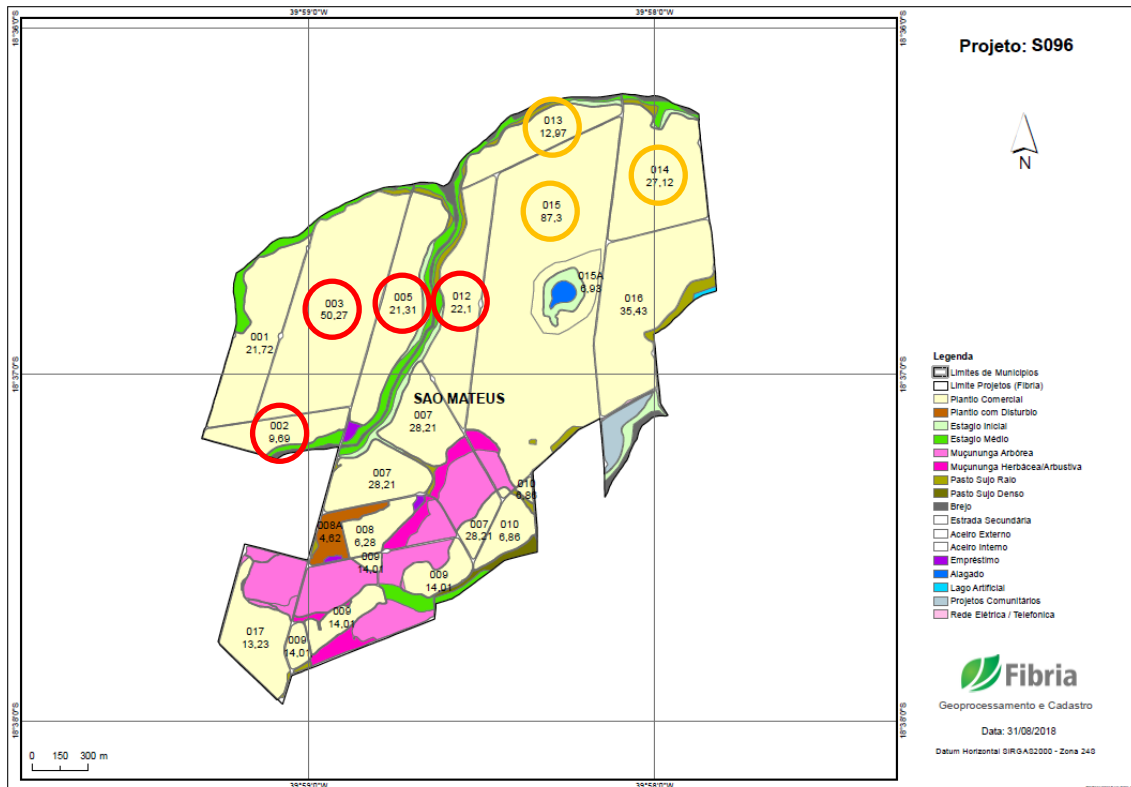 39°59'0"W
39°58'0"W
18°36'0"S
18°36'0"S
Projeto: S096
N
013
12,97
014
27,12
015
87,3
015A
6,93
016
35,43
003
50,27
005
21,31
012
22,1
001
21,72
002
9,69
SAO MATEUS
007
28,21
007
28,21
010
6,86
008A
4,62
008
6,28
007
28,21
010
6,86
009
14,01
009
14,01
009
14,01
017
13,23
009
14,01
18°37'0"S
18°37'0"S
18°38'0"S
18°38'0"S
0 150 300 m
39°59'0"W
39°58'0"W
Legenda
Limites de Municípios
Limite Projetos (Fibria)
Plantio Comercial
Plantio com Disturbio
Estagio Inicial
Estagio Médio
Muçununga Arbórea
Muçununga Herbácea/Arbustiva
Pasto Sujo Ralo
Pasto Sujo Denso
Brejo
Estrada Secundária
Aceiro Externo
Aceiro Interno
Empréstimo
Alagado
Lago Artificial
Projetos Comunitários
Rede Elétrica / Telefonica
Fibria
Geoprocessamento e Cadastro
Data: 31/08/2018
Datum Horizontal SIRGAS2000 - Zona 24S